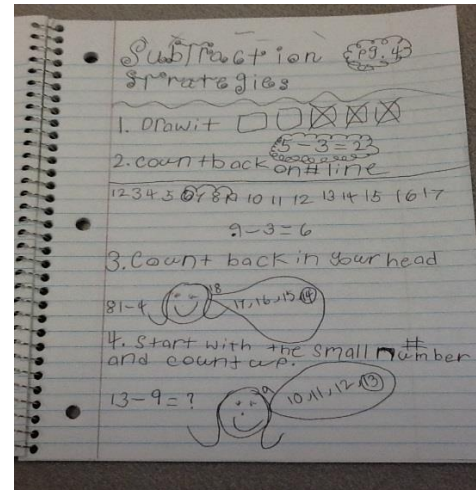 Subtraction pg. 43
Strategies
1. Draw it
5-3=2
2. count back on # line
1 2 3 4 5 6 7 8 9 10 11 12 13 14 15 16 17
9-3=6
3. Count back in your head
81-4 18 17, 16, 15, 14
4. Start with the small number #
and count up.
13-9=? 9 10, 11, 12, 13